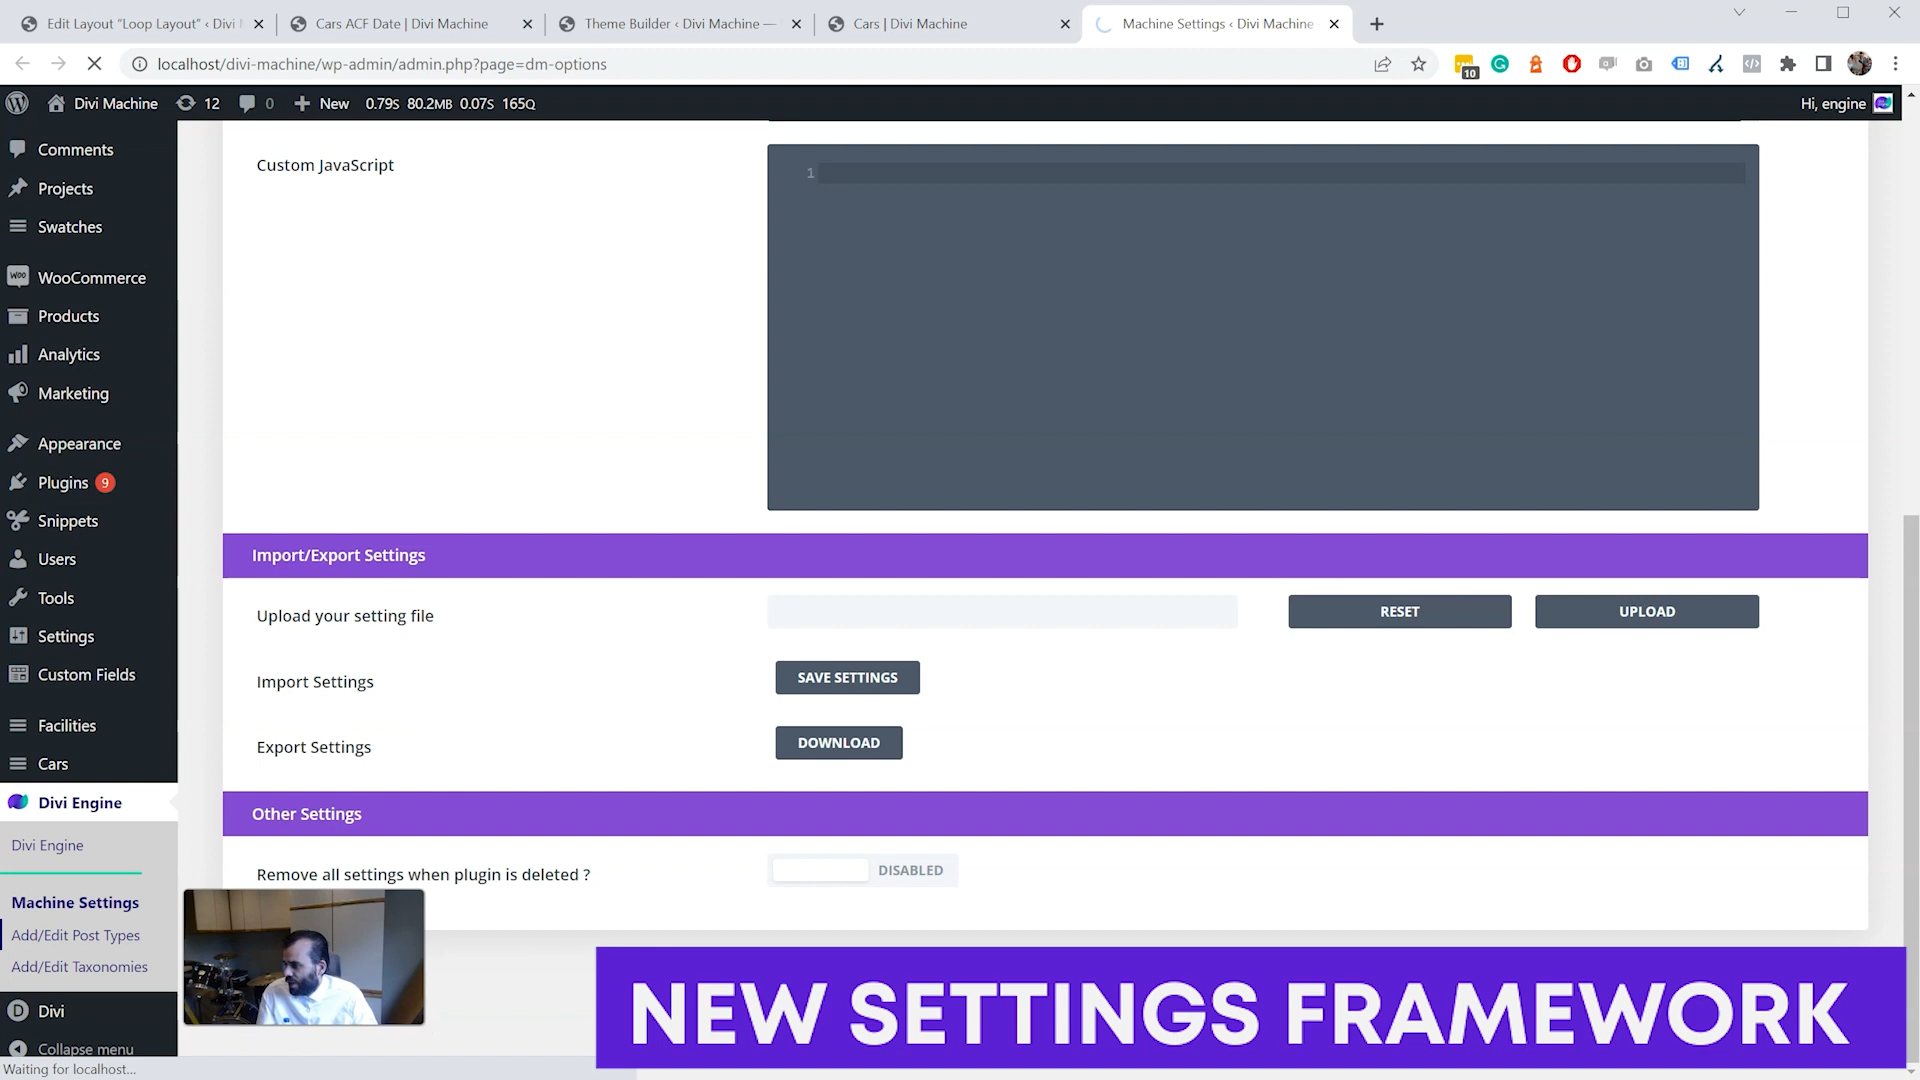 Edit Layout “Loop Layout” ‹ Divi
Cars ACF Date | Divi Machine
Theme Builder ‹ Divi Machine —
Cars | Divi Machine
Machine Settings ‹ Divi Machine
localhost/divi-machine/wp-admin/admin.php?page=dm-options
10
Divi Machine
12
0
New
0.79S 80.2MB 0.07S 165Q
Hi, engine
Comments
Projects
Swatches
WooCommerce
Products
Analytics
Marketing
Appearance
Plugins 9
Snippets
Users
Tools
Settings
Custom Fields
Facilities
Cars
Divi Engine
Divi Engine
Machine Settings
Add/Edit Post Types
Add/Edit Taxonomies
Divi
Collapse menu
Waiting for localhost...
Custom JavaScript
1
Import/Export Settings
Upload your setting file
RESET
UPLOAD
Import Settings
SAVE SETTINGS
Export Settings
DOWNLOAD
Other Settings
Remove all settings when plugin is deleted ?
DISABLED
NEW SETTINGS FRAMEWORK